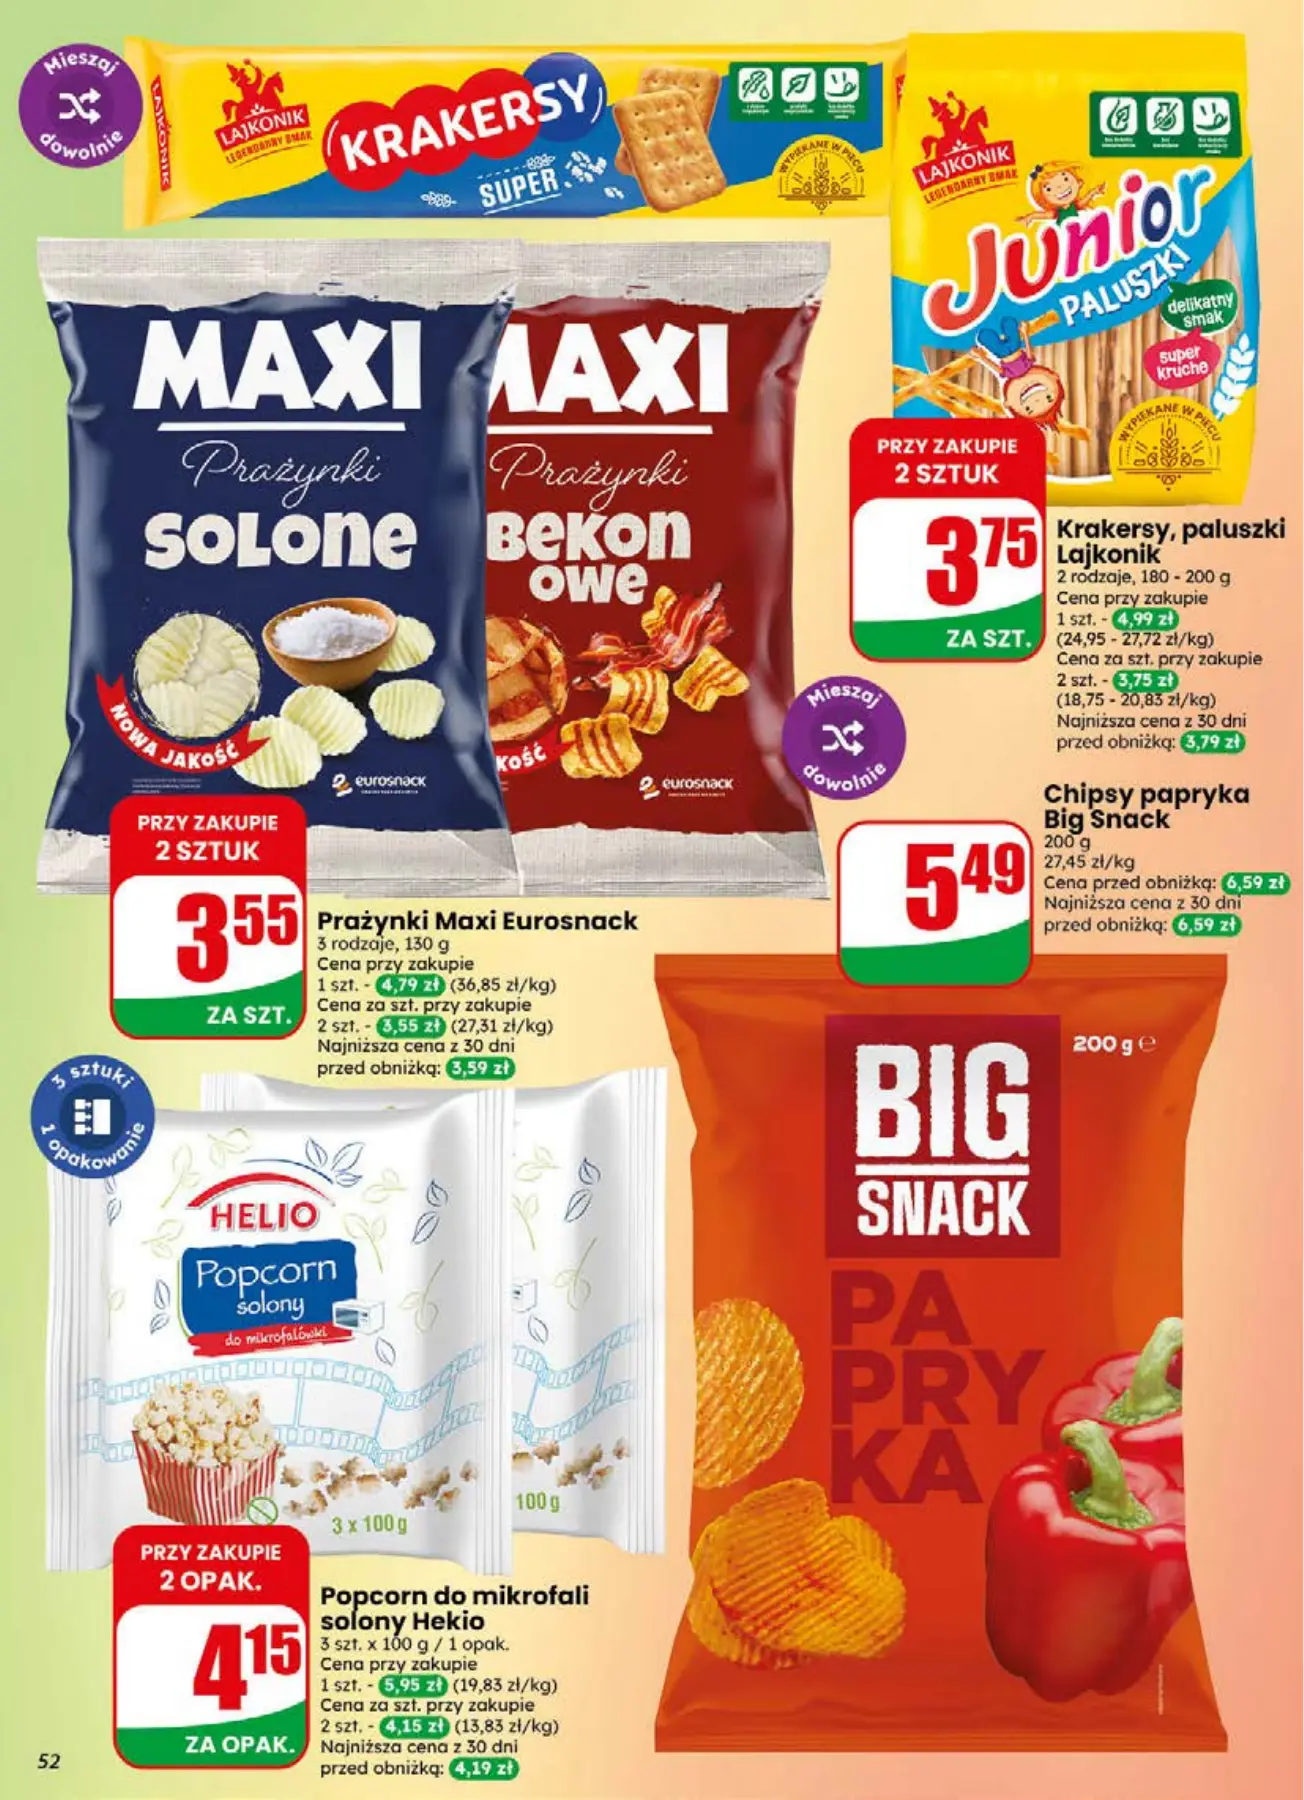 Mieszaj
dowolnie
LAJKONIK
LAJKONIK
LEGENDARNY SMAK
KRAKERSY
SUPER
WYPIEKANE W PIECU
LAJKONIK
LEGENDARNY SMAK
Junior
PALUSZKI
delikatny
smak
super
kruche
WYPIEKANE W PIECU
MAXI
Prażynki
SOLONE
NOWA JAKOŚĆ
eurosnack
MAXI
Prażynki
BEKON
OWE
KOŚĆ
eurosnack
PRZY ZAKUPIE
2 SZTUK
3 75
ZA SZT.
Krakersy, paluszki
Lajkonik
2 rodzaje, 180 - 200 g
Cena przy zakupie
1 szt. - 4,99 zł
(24,95 - 27,72 zł/kg)
Cena za szt. przy zakupie
2 szt. - 3,75 zł
(18,75 - 20,83 zł/kg)
Najniższa cena z 30 dni
przed obniżką: 3,79 zł
Mieszaj
dowolnie
PRZY ZAKUPIE
2 SZTUK
3 55
ZA SZT.
Prażynki Maxi Eurosnack
3 rodzaje, 130 g
Cena przy zakupie
1 szt. - 4,79 zł (36,85 zł/kg)
Cena za szt. przy zakupie
2 szt. - 3,55 zł (27,31 zł/kg)
Najniższa cena z 30 dni
przed obniżką: 3,59 zł
5 49
Chipsy papryka
Big Snack
200 g
27,45 zł/kg
Cena przed obniżką: 6,59 zł
Najniższa cena z 30 dni
przed obniżką: 6,59 zł
200 g e
BIG
SNACK
PA
PRY
KA
3 sztuki
1 opakowanie
HELIO
Popcorn
solony
do mikrofalówki
3 x 100 g
100 g
PRZY ZAKUPIE
2 OPAK.
4 15
ZA OPAK.
Popcorn do mikrofali
solony Hekio
3 szt. x 100 g / 1 opak.
Cena przy zakupie
1 szt. - 5,95 zł (19,83 zł/kg)
Cena za szt. przy zakupie
2 szt. - 4,15 zł (13,83 zł/kg)
Najniższa cena z 30 dni
przed obniżką: 4,19 zł
52